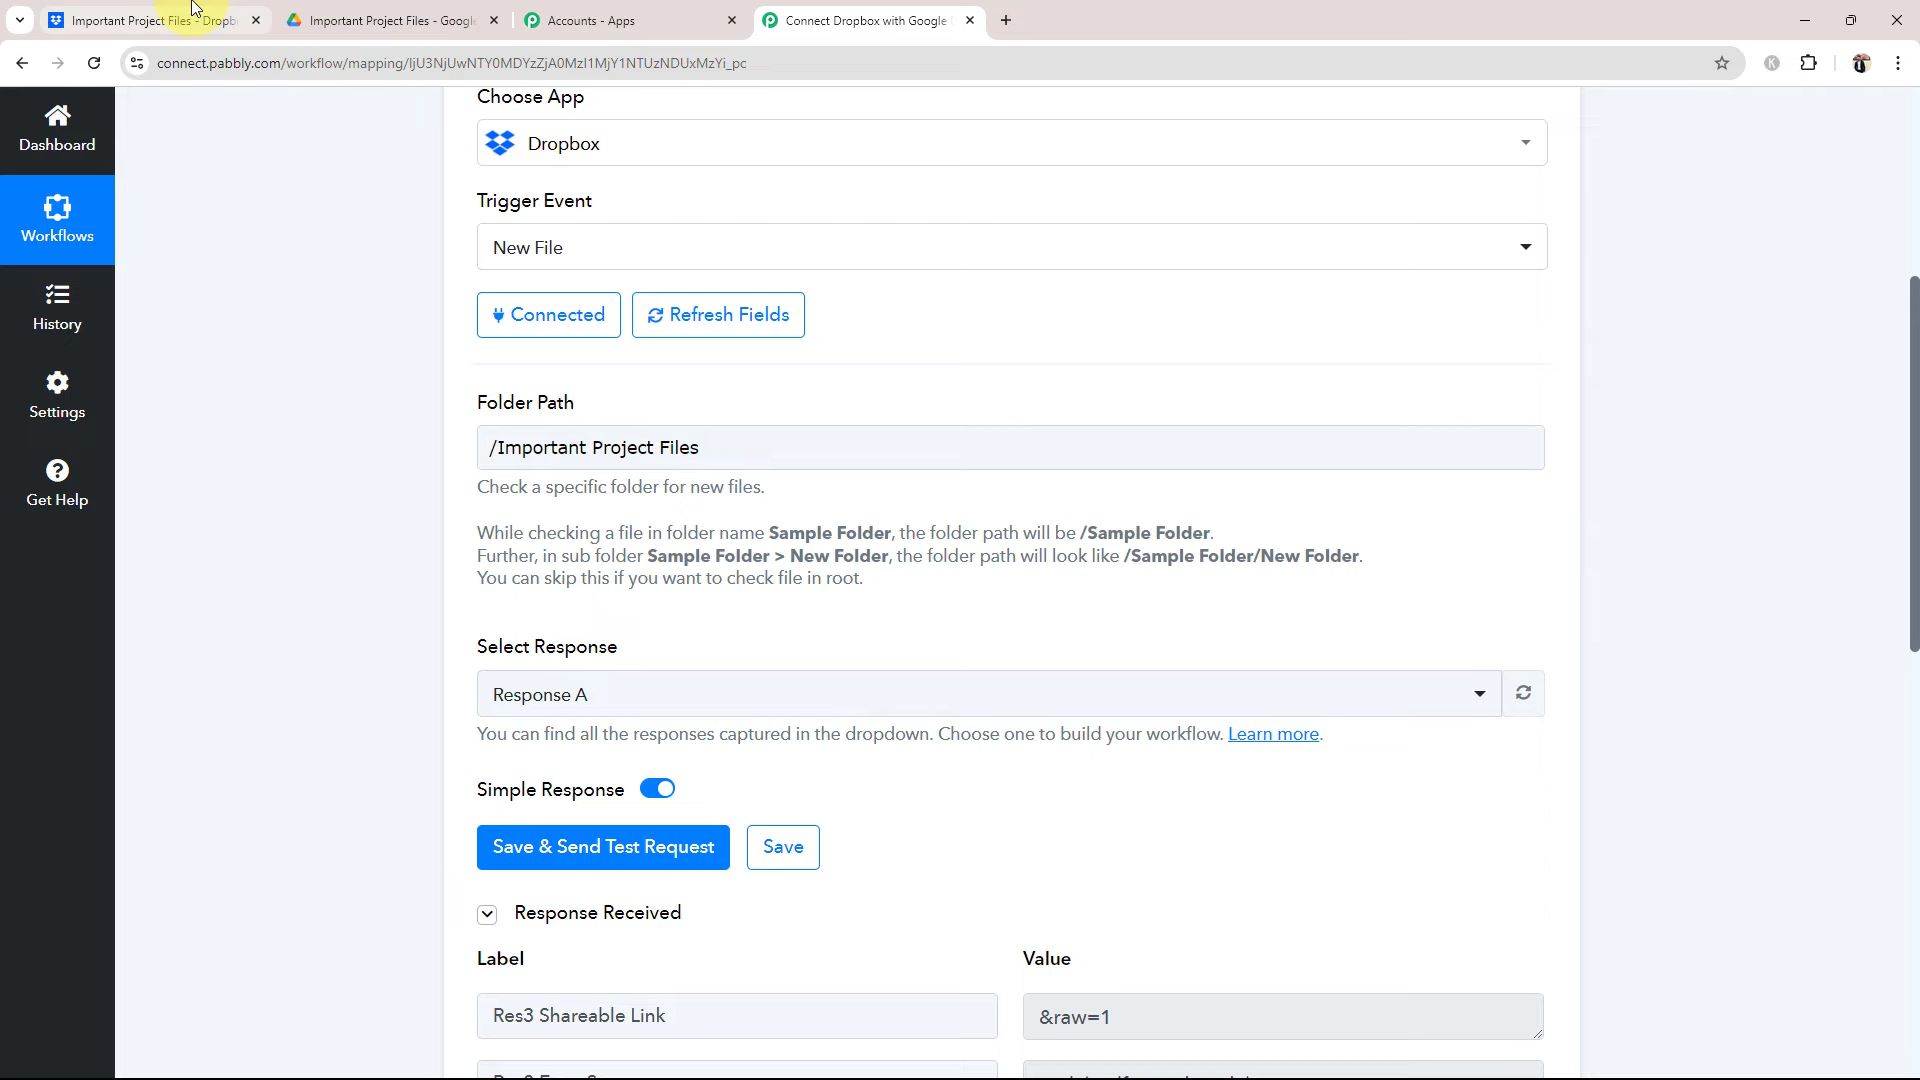 Important Project Files - Dropb
Important Project Files - Google
Accounts - Apps
Connect Dropbox with Google
connect.pabbly.com/workflow/mapping/IjU3NjUwNTY0MDYzZjA0MzI1MjY1NTUzNDUxMzYi_pc
K
Dashboard
Workflows
History
Settings
Get Help
Choose App
Dropbox
Trigger Event
New File
Connected
Refresh Fields
Folder Path
/Important Project Files
Check a specific folder for new files.
While checking a file in folder name Sample Folder, the folder path will be /Sample Folder.
Further, in sub folder Sample Folder > New Folder, the folder path will look like /Sample Folder/New Folder.
You can skip this if you want to check file in root.
Select Response
Response A
You can find all the responses captured in the dropdown. Choose one to build your workflow. Learn more.
Simple Response
Save & Send Test Request
Save
Response Received
Label
Value
Res3 Shareable Link
&raw=1